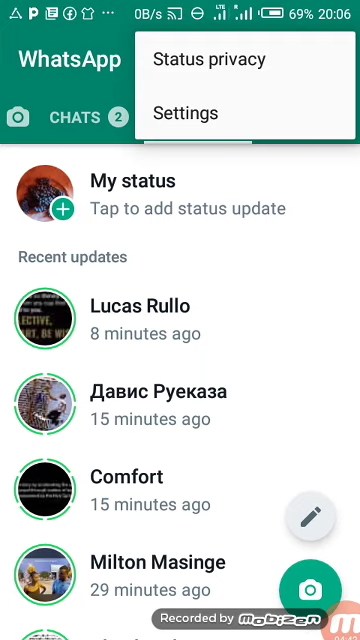 0B/s LTE R 69% 20:06
WhatsApp
Status privacy
CHATS 2
Settings
My status
Tap to add status update
Recent updates
Lucas Rullo
8 minutes ago
Давис Руеказа
15 minutes ago
Comfort
15 minutes ago
Milton Masinge
29 minutes ago
Recorded by mobizen